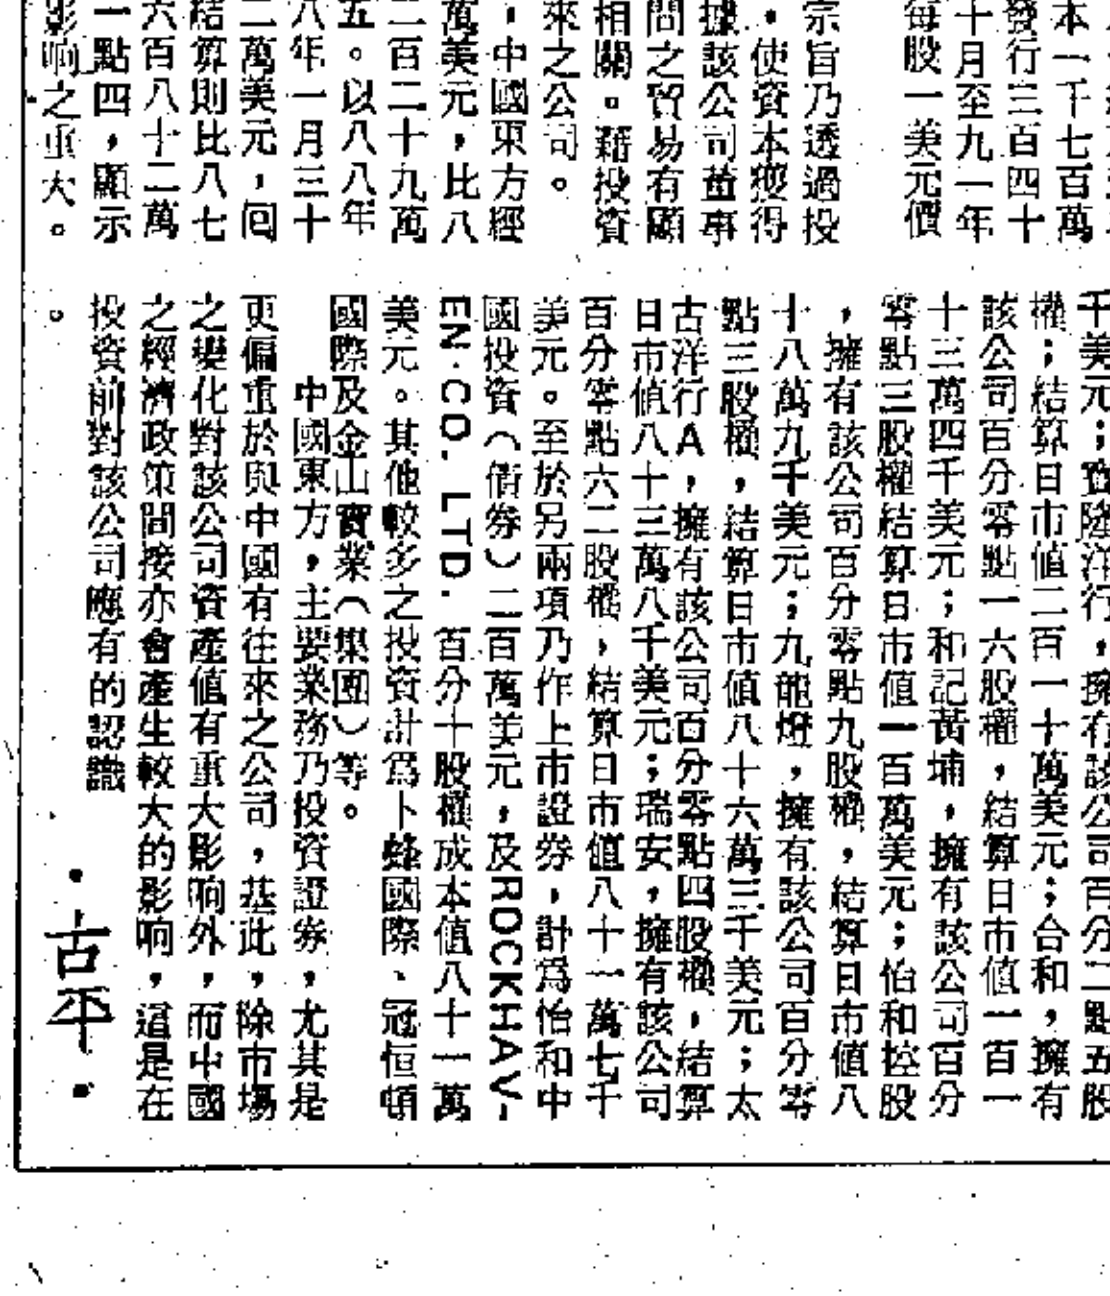 本一千七百萬
發行三百四十
十月至九一年
每股一美元價
宗旨乃透過投
，使資本獲得
據該公司董事
問之貿易有顯
相關。藉投資
來之公司。
，中國東方經
萬美元，比八
二百二十九萬
五。以八八年
八年一月三十
二萬美元，回
結算則比八七
六百八十二萬
一點四，顯示
影响之重大。
千美元；寶隆洋行，擁有該公司百分二點五股
權；結算日市值二百一十萬美元；合和，擁有
該公司百分零點一六股權，結算日市值一百一
十三萬四千美元；和記黃埔，擁有該公司百分
零點三股權結算日市值一百萬美元；怡和控股
，擁有該公司百分零點九股權，結算日市值八
十八萬九千美元；九龍燈，擁有該公司百分零
點三股權，結算日市值八十六萬三千美元；太
古洋行A，擁有該公司百分零點四股權，結算
日市值八十三萬八千美元；瑞安，擁有該公司
百分零點六二股權，結算日市值八十一萬七千
美元。至於另兩項乃作上市證券，計爲怡和中
國投資（債券）二百萬美元，及ROCKHAV-
EN.CO. LTD. 百分十股權成本值八十一萬
美元。其他較多之投資計爲卜蜂國際、冠恒頓
國際及金山實業（集團）等。
中國東方，主要業務乃投資證券，尤其是
更偏重於與中國有往來之公司，基此，除市場
之變化對該公司資產值有重大影响外，而中國
之經濟政策間接亦會產生較大的影响，這是在
投資前對該公司應有的認識
。
·古平·